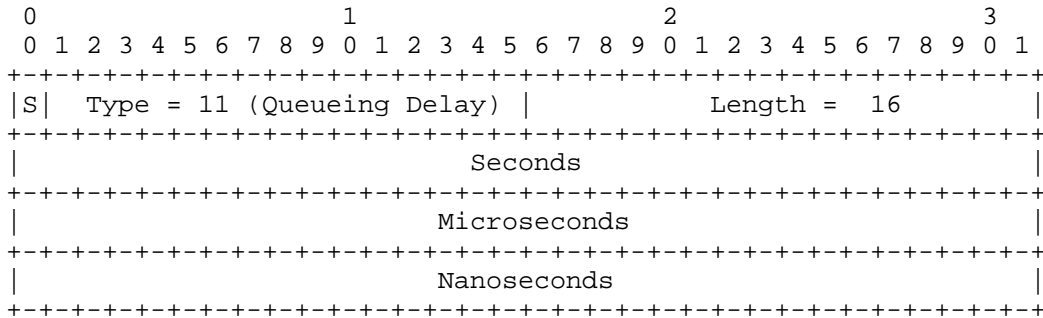 0                   1                   2                   3
 0 1 2 3 4 5 6 7 8 9 0 1 2 3 4 5 6 7 8 9 0 1 2 3 4 5 6 7 8 9 0 1
+-+-+-+-+-+-+-+-+-+-+-+-+-+-+-+-+-+-+-+-+-+-+-+-+-+-+-+-+-+-+-+-+
|S|  Type = 11 (Queueing Delay) |           Length =  16        |
+-+-+-+-+-+-+-+-+-+-+-+-+-+-+-+-+-+-+-+-+-+-+-+-+-+-+-+-+-+-+-+-+
|                            Seconds                            |
+-+-+-+-+-+-+-+-+-+-+-+-+-+-+-+-+-+-+-+-+-+-+-+-+-+-+-+-+-+-+-+-+
|                          Microseconds                         |
+-+-+-+-+-+-+-+-+-+-+-+-+-+-+-+-+-+-+-+-+-+-+-+-+-+-+-+-+-+-+-+-+
|                          Nanoseconds                          |
+-+-+-+-+-+-+-+-+-+-+-+-+-+-+-+-+-+-+-+-+-+-+-+-+-+-+-+-+-+-+-+-+